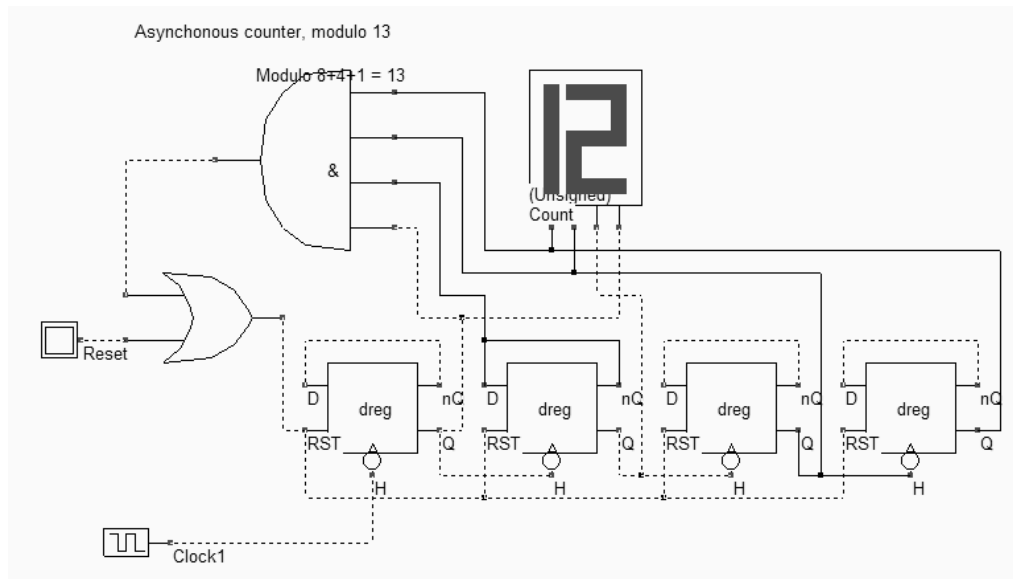 Asynchonous counter, modulo 13
Modulo 8+4+1 = 13
12
&
(Unsigned)
Count
Reset
D nQ D nQ D nQ D nQ
dreg dreg dreg dreg
RST Q RST Q RST Q RST Q
H H H H
Clock1